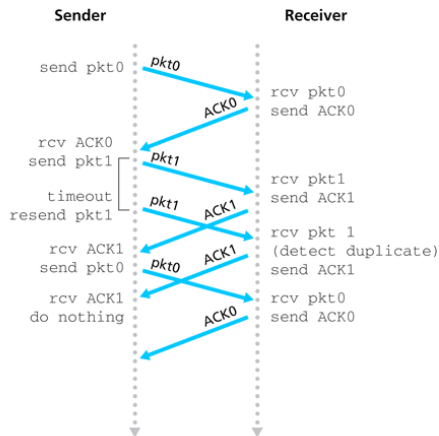 Sender
Receiver
send pkt0
pkt0
rcv pkt0
send ACK0
ACK0
rcv ACK0
send pkt1
pkt1
rcv pkt1
send ACK1
timeout
resend pkt1
pkt1
ACK1
rcv pkt 1
(detect duplicate)
send ACK1
rcv ACK1
send pkt0
ACK1
pkt0
rcv ACK1
do nothing
rcv pkt0
send ACK0
ACK0